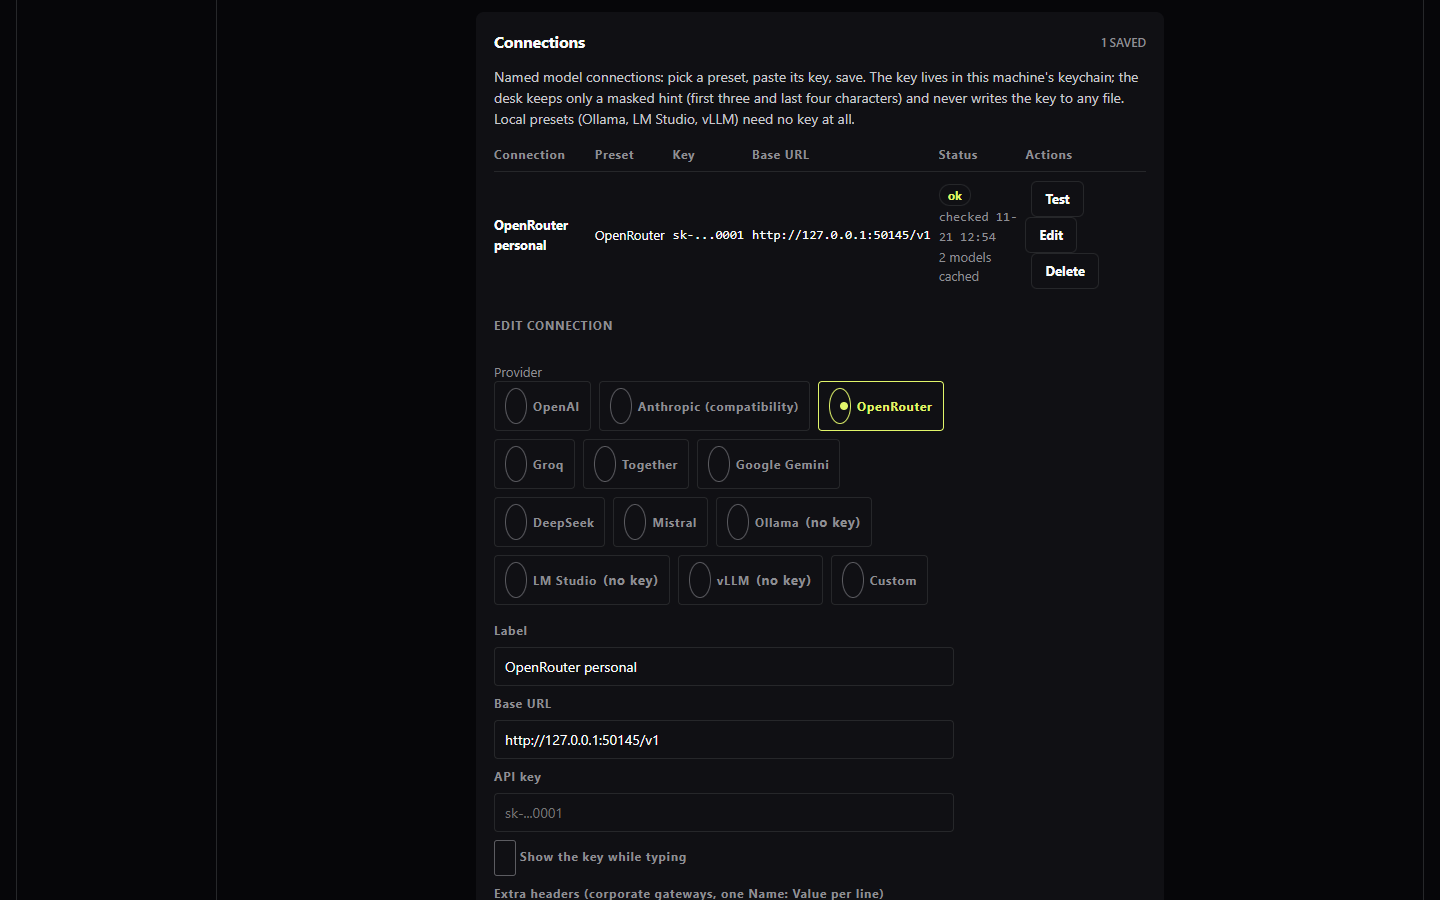 Connections
1 SAVED
Named model connections: pick a preset, paste its key, save. The key lives in this machine's keychain; the
desk keeps only a masked hint (first three and last four characters) and never writes the key to any file.
Local presets (Ollama, LM Studio, vLLM) need no key at all.
Connection Preset Key Base URL Status Actions
OpenRouter
personal
OpenRouter
sk-...0001
http://127.0.0.1:50145/v1
ok
checked 11-
21 12:54
2 models
cached
Test
Edit
Delete
EDIT CONNECTION
Provider
OpenAI Anthropic (compatibility) OpenRouter
Groq Together Google Gemini
DeepSeek Mistral Ollama (no key)
LM Studio (no key) vLLM (no key) Custom
Label
OpenRouter personal
Base URL
http://127.0.0.1:50145/v1
API key
sk-...0001
Show the key while typing
Extra headers (corporate gateways, one Name: Value per line)